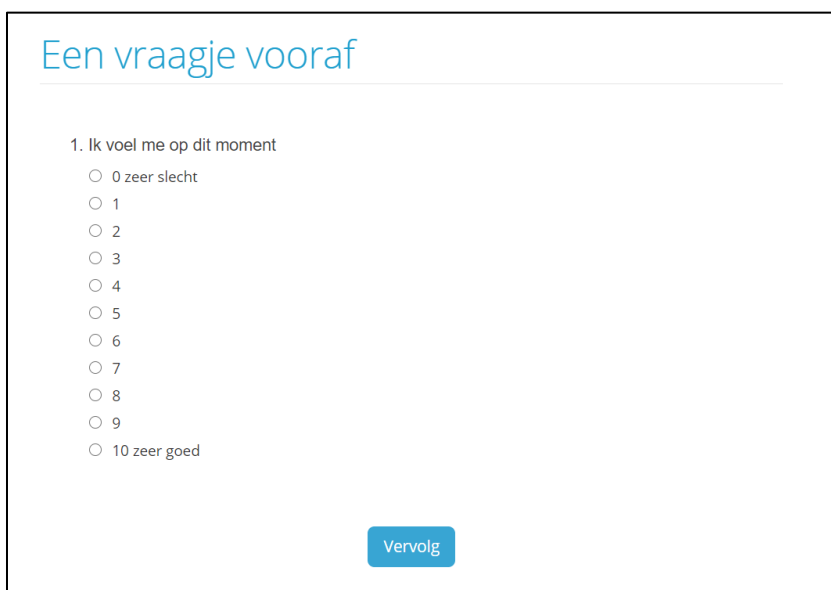 Een vraagje vooraf
1. Ik voel me op dit moment
0 zeer slecht
1
2
3
4
5
6
7
8
9
10 zeer goed
Vervolg